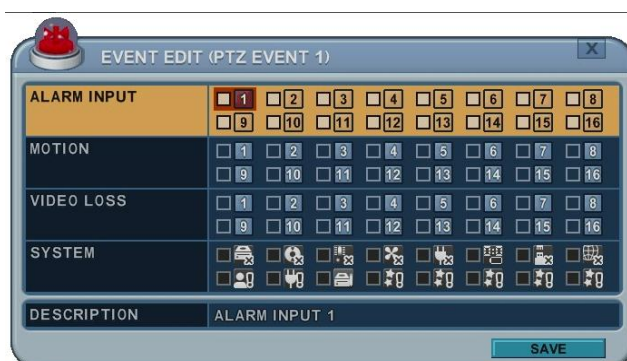 EVENT EDIT (PTZ EVENT 1) X
ALARM INPUT 1 2 3 4 5 6 7 8
9 10 11 12 13 14 15 16
MOTION 1 2 3 4 5 6 7 8
9 10 11 12 13 14 15 16
VIDEO LOSS 1 2 3 4 5 6 7 8
9 10 11 12 13 14 15 16
SYSTEM
DESCRIPTION ALARM INPUT 1
SAVE